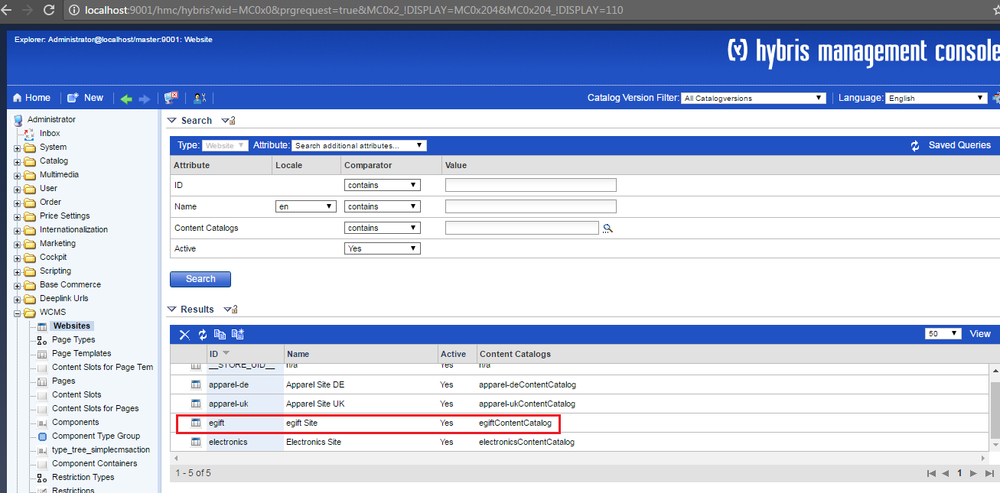 localhost:9001/hmc/hybris?wid=MC0x0&prgrequest=true&MC0x2_!DISPLAY=MC0x204&MC0x204_!DISPLAY=110
Explorer: Administrator@localhost/master:9001: Website
(y) hybris management console
Home New Catalog Version Filter: All Catalogversions Language: English
Administrator
Inbox
System
Catalog
Multimedia
User
Order
Price Settings
Internationalization
Marketing
Cockpit
Scripting
Base Commerce
Deeplink Urls
WCMS
Websites
Page Types
Page Templates
Content Slots for Page Tem
Pages
Content Slots
Content Slots for Pages
Components
Component Type Group
type_tree_simplecmsaction
Component Containers
Restriction Types
Restrictions
Search
Type: Website Attribute: Search additional attributes... Saved Queries
Attribute Locale Comparator Value
ID contains
Name en contains
Content Catalogs contains
Active Yes
Search
Results
50 View
ID Name Active Content Catalogs
__STORE_UID__ n/a Yes n/a
apparel-de Apparel Site DE Yes apparel-deContentCatalog
apparel-uk Apparel Site UK Yes apparel-ukContentCatalog
egift egift Site Yes egiftContentCatalog
electronics Electronics Site Yes electronicsContentCatalog
1 - 5 of 5 1